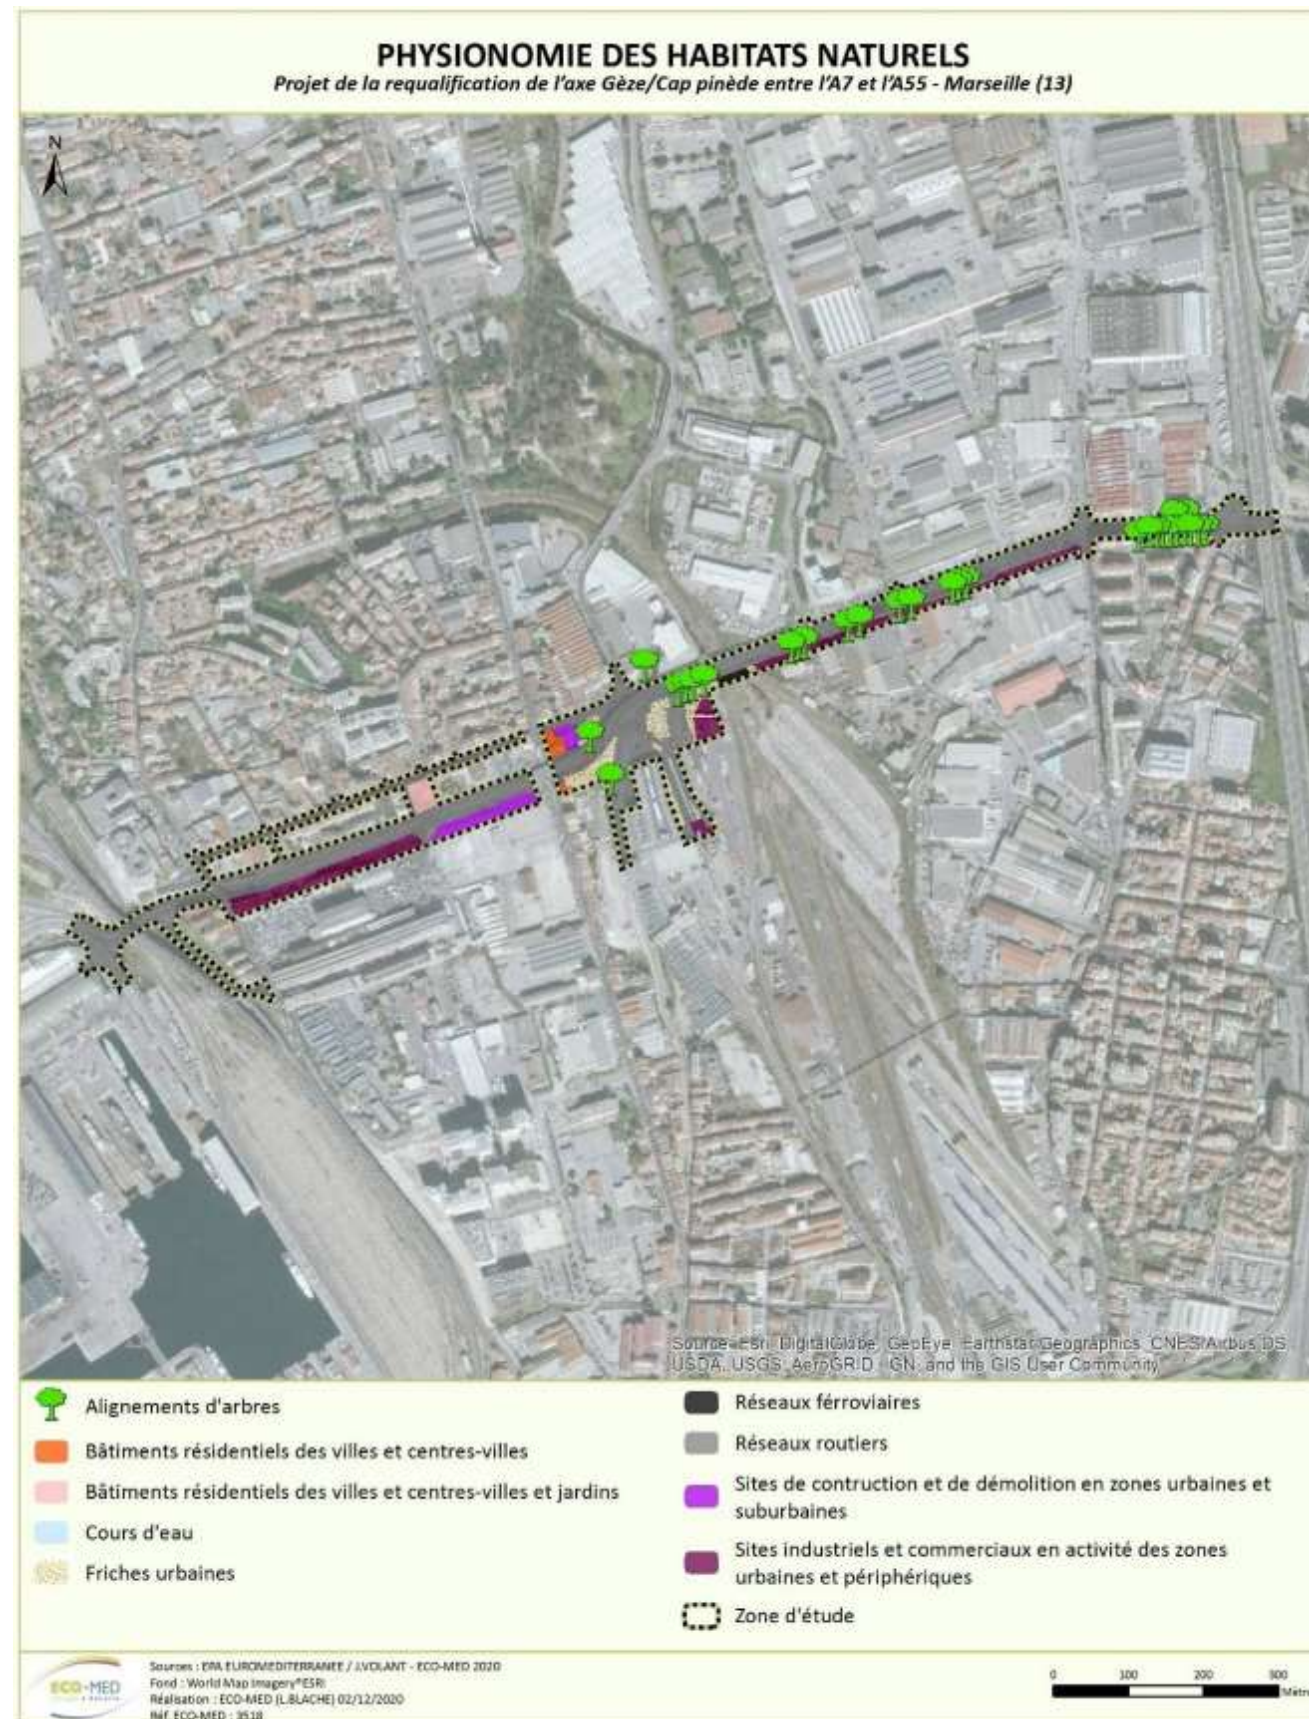 PHYSIONOMIE DES HABITATS NATURELS
Projet de la requalification de l'axe Gèze/Cap pinède entre l'A7 et l'A55 - Marseille (13)
N
Source: Esri, DigitalGlobe, GeoEye, Earthstar Geographics, CNES/Airbus DS,
USDA, USGS, AeroGRID, IGN, and the GIS User Community
Alignements d'arbres
Bâtiments résidentiels des villes et centres-villes
Bâtiments résidentiels des villes et centres-villes et jardins
Cours d'eau
Friches urbaines
Réseaux férroviaires
Réseaux routiers
Sites de contruction et de démolition en zones urbaines et
suburbaines
Sites industriels et commerciaux en activité des zones
urbaines et périphériques
Zone d'étude
ECO-MED
Sources : EPA EUROMEDITERRANEE / J.VOLANT - ECO-MED 2020
Fond : World Map Imagery®ESRI
Réalisation : ECO-MED (L.BLACHE) 02/12/2020
Réf. ECO-MED : 3518
0 100 200 300
Mètr